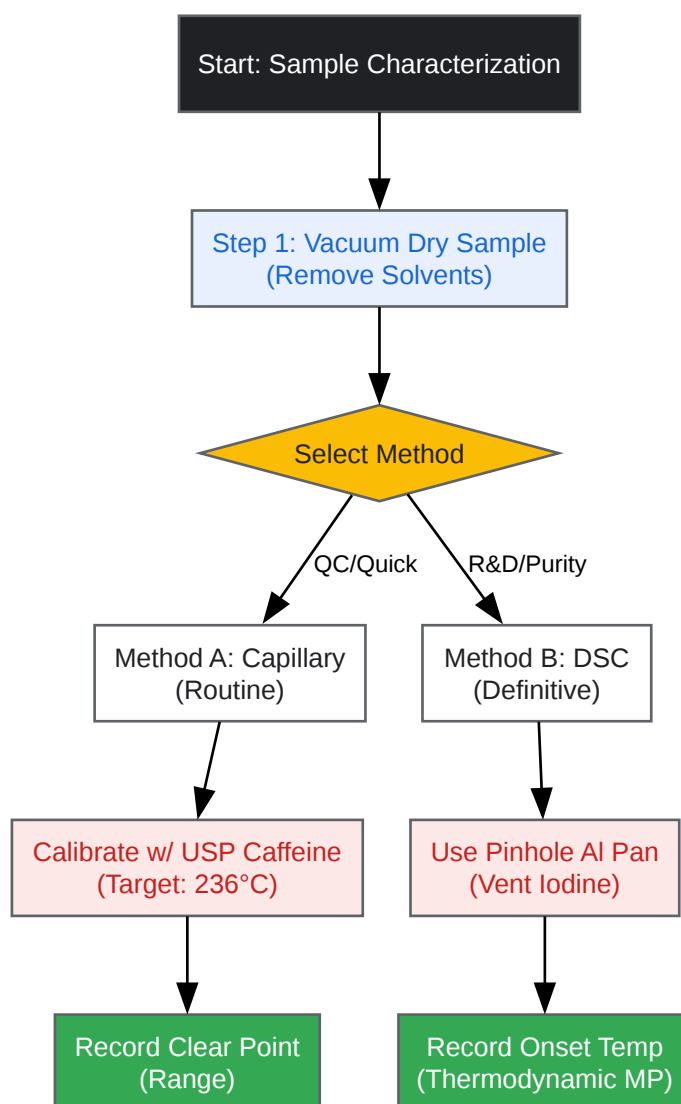 Start: Sample Characterization
Step 1: Vacuum Dry Sample
(Remove Solvents)
Select Method
QC/Quick
R&D/Purity
Method A: Capillary
(Routine)
Method B: DSC
(Definitive)
Calibrate w/ USP Caffeine
(Target: 236°C)
Use Pinhole Al Pan
(Vent Iodine)
Record Clear Point
(Range)
Record Onset Temp
(Thermodynamic MP)